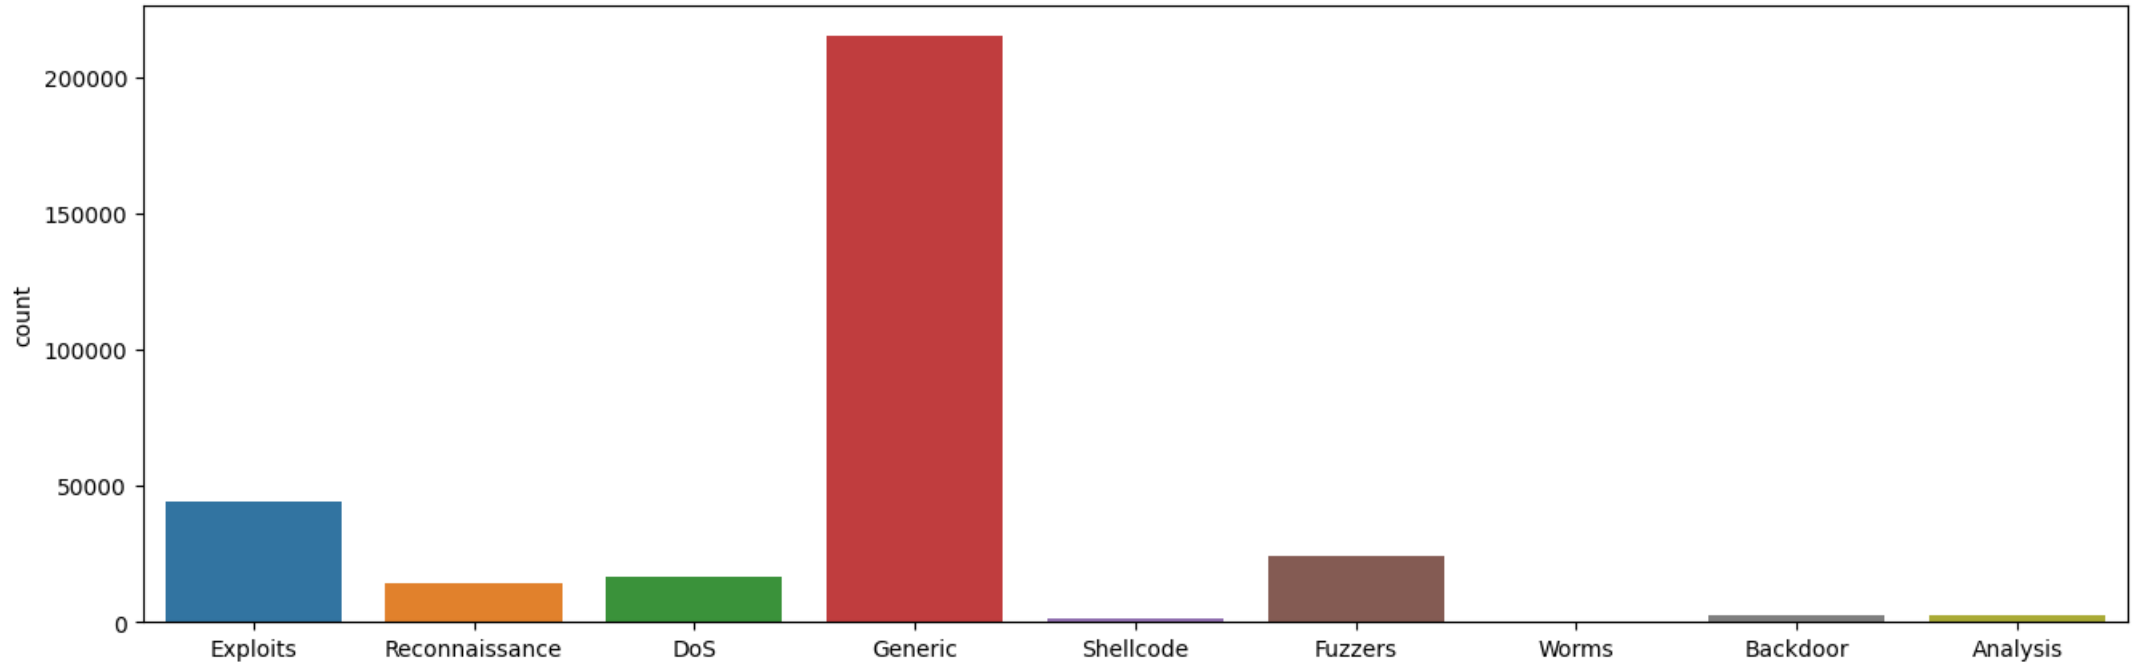 200000
150000
100000
50000
0
count
Exploits Reconnaissance DoS Generic Shellcode Fuzzers Worms Backdoor Analysis